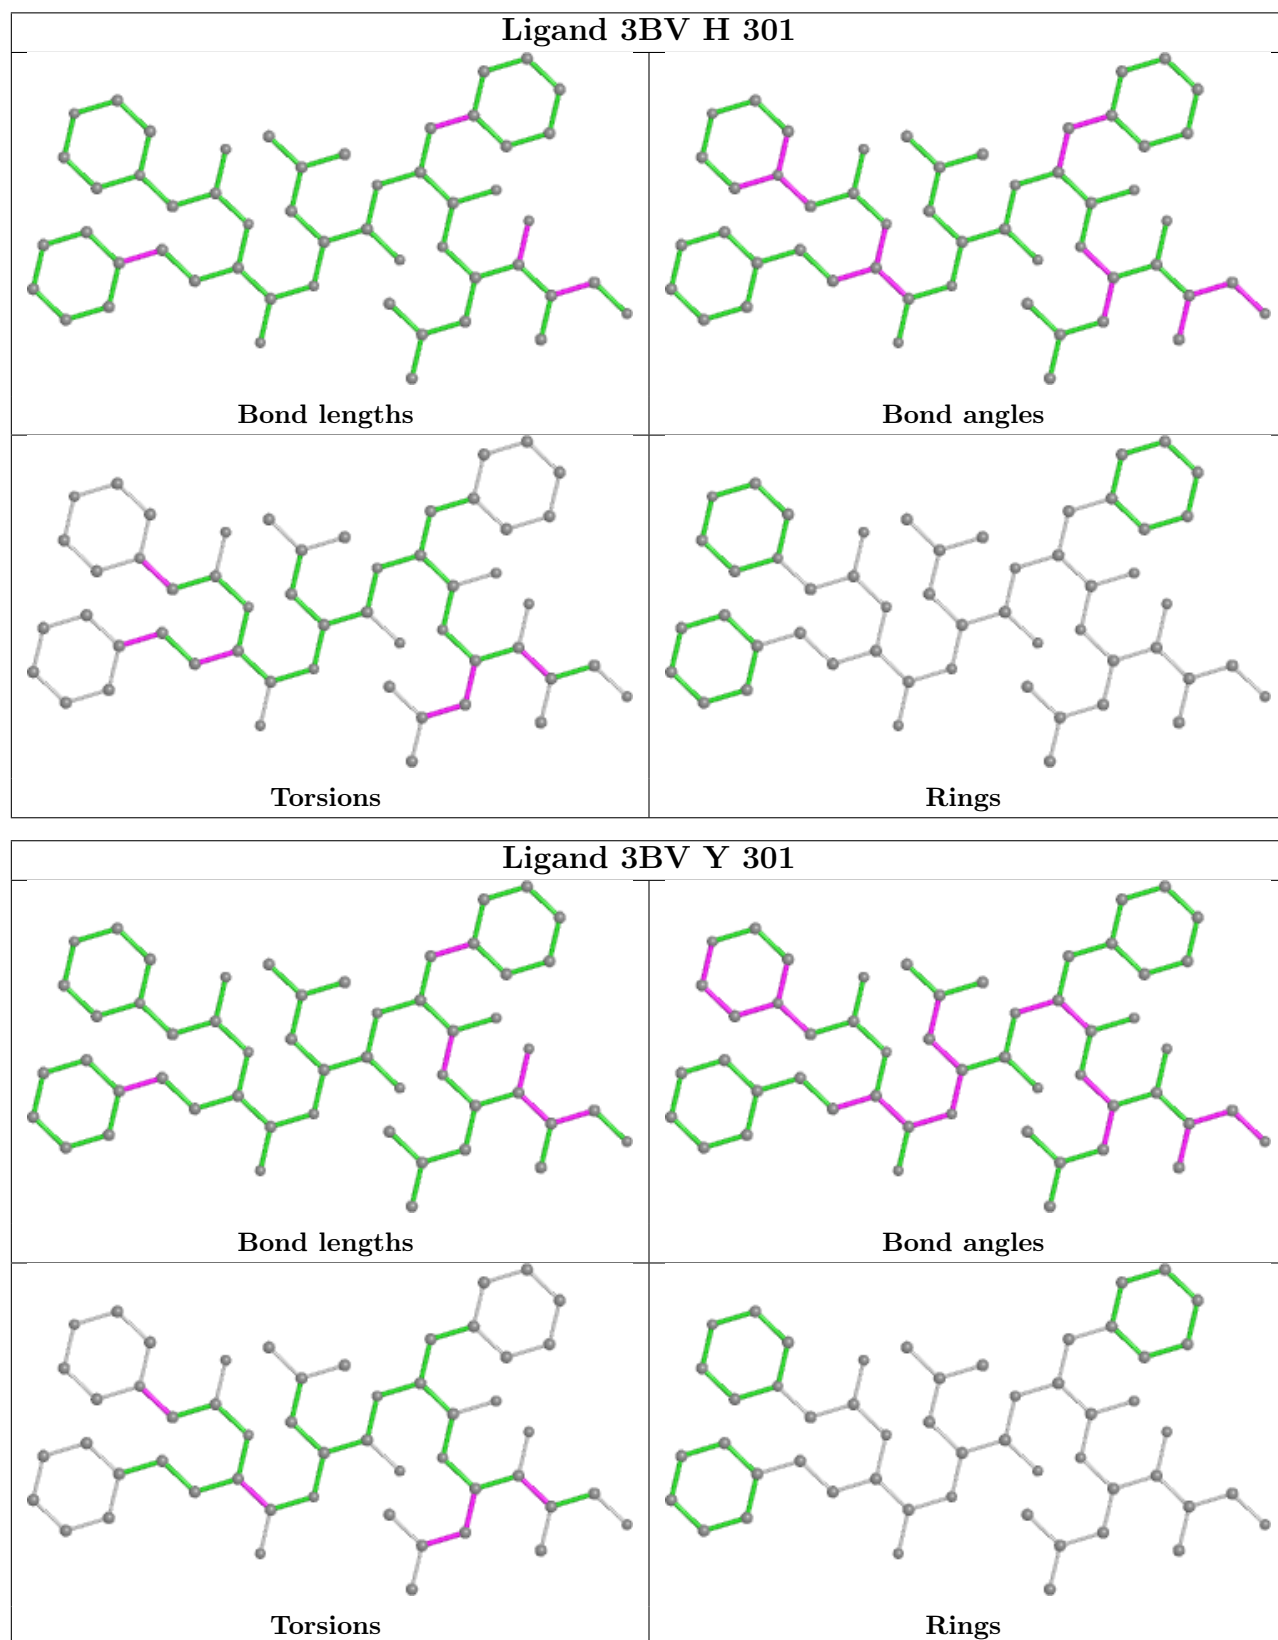 Ligand 3BV H 301
Bond lengths
Bond angles
Torsions
Rings
Ligand 3BV Y 301
Bond lengths
Bond angles
Torsions
Rings